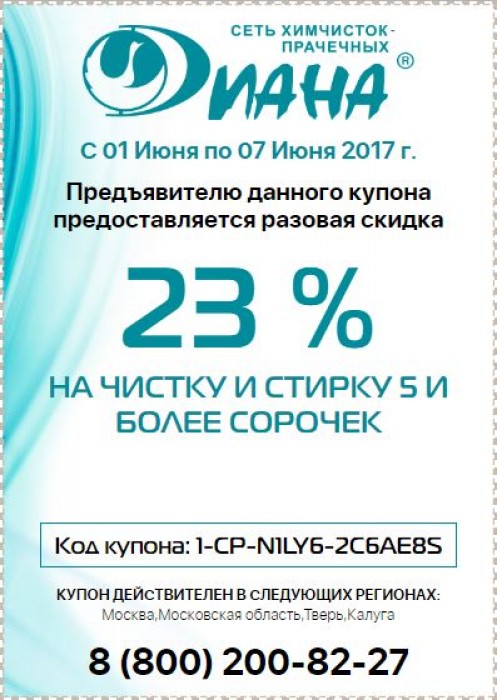 СЕТЬ ХИМЧИСТОК-
ПРАЧЕЧНЫХ
ДИАНА®
С 01 Июня по 07 Июня 2017 г.
Предъявителю данного купона
предоставляется разовая скидка
23 %
НА ЧИСТКУ И СТИРКУ 5 И
БОЛЕЕ СОРОЧЕК
Код купона: 1-CP-N1LY6-2C6AE8S
КУПОН ДЕЙСТВИТЕЛЕН В СЛЕДУЮЩИХ РЕГИОНАХ:
Москва,Московская область,Тверь,Калуга
8 (800) 200-82-27